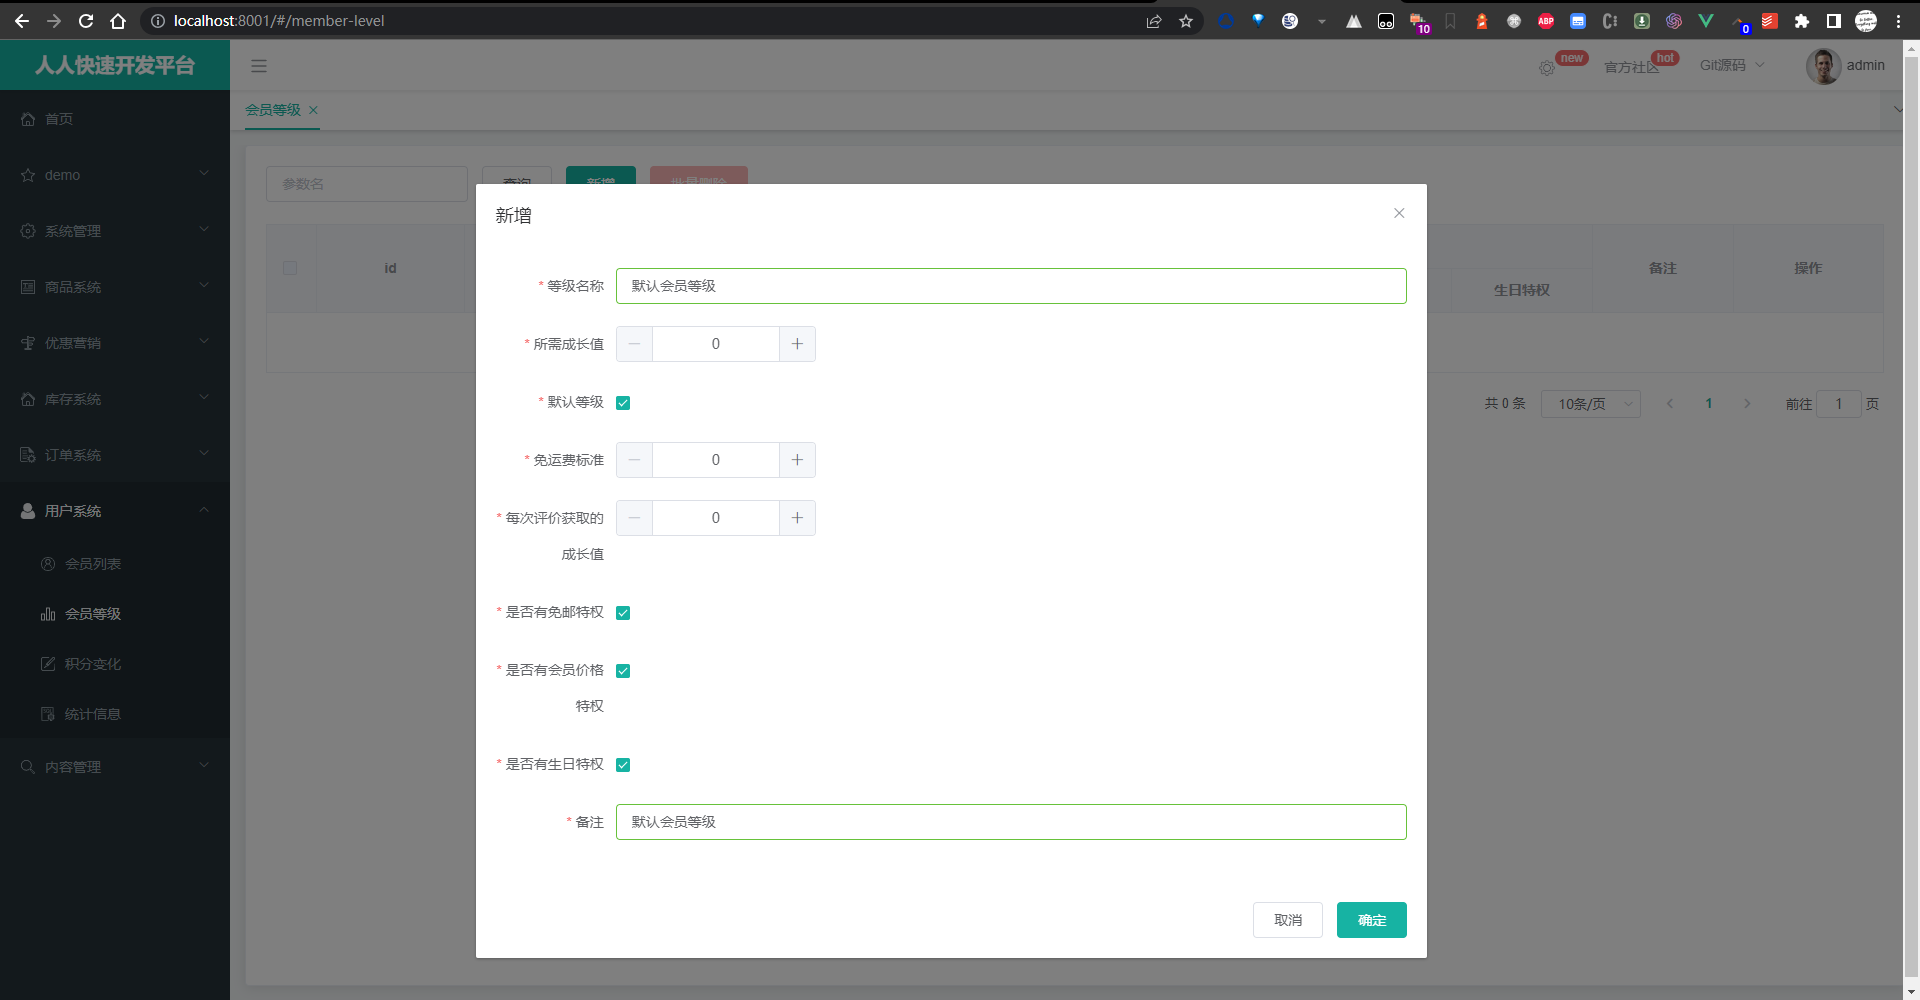 localhost:8001/#/member-level
10
ABP
0
人人快速开发平台
new
官方社区
hot
Git源码
admin
首页
demo
系统管理
商品系统
优惠营销
库存系统
订单系统
用户系统
会员列表
会员等级
积分变化
统计信息
内容管理
会员等级
参数名
查询
新增
批量删除
id
生日特权
备注
操作
共 0 条
10条/页
1
前往
1
页
新增
* 等级名称
默认会员等级
* 所需成长值
0
* 默认等级
* 免运费标准
0
* 每次评价获取的
成长值
0
* 是否有免邮特权
* 是否有会员价格
特权
* 是否有生日特权
* 备注
默认会员等级
取消
确定